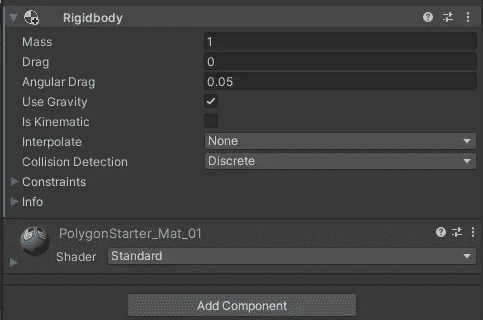 Rigidbody
Mass 1
Drag 0
Angular Drag 0.05
Use Gravity
Is Kinematic
Interpolate None
Collision Detection Discrete
Constraints
Info
PolygonStarter_Mat_01
Shader Standard
Add Component